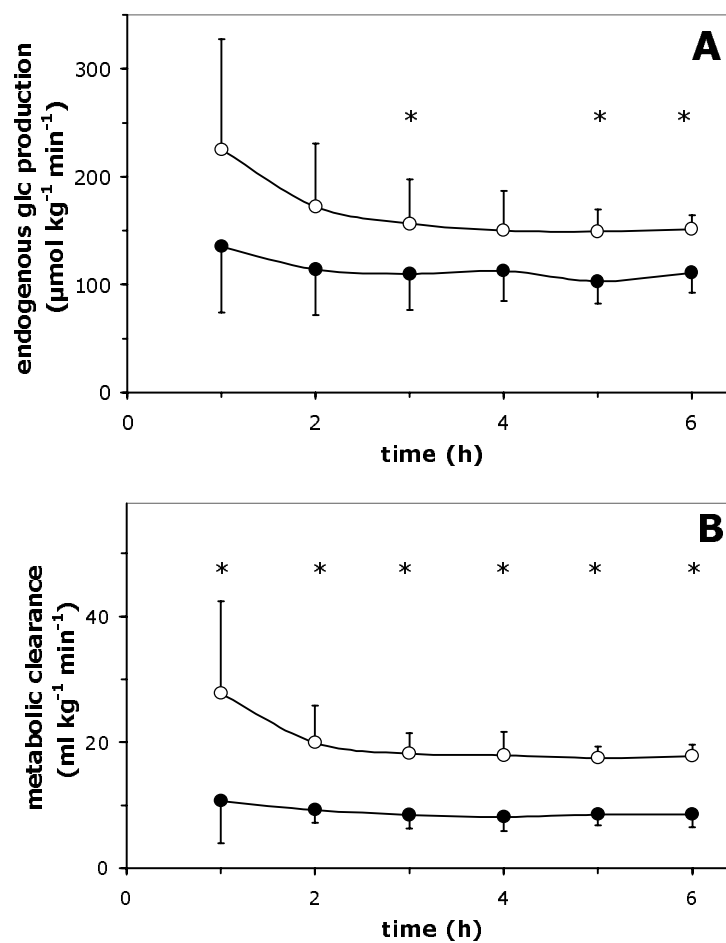 A
endogenous glc production
(µmol kg⁻¹ min⁻¹)
300
200
100
0
* * *
0 2 4 6
time (h)
B
metabolic clearance
(ml kg⁻¹ min⁻¹)
40
20
0
* * * * * *
0 2 4 6
time (h)